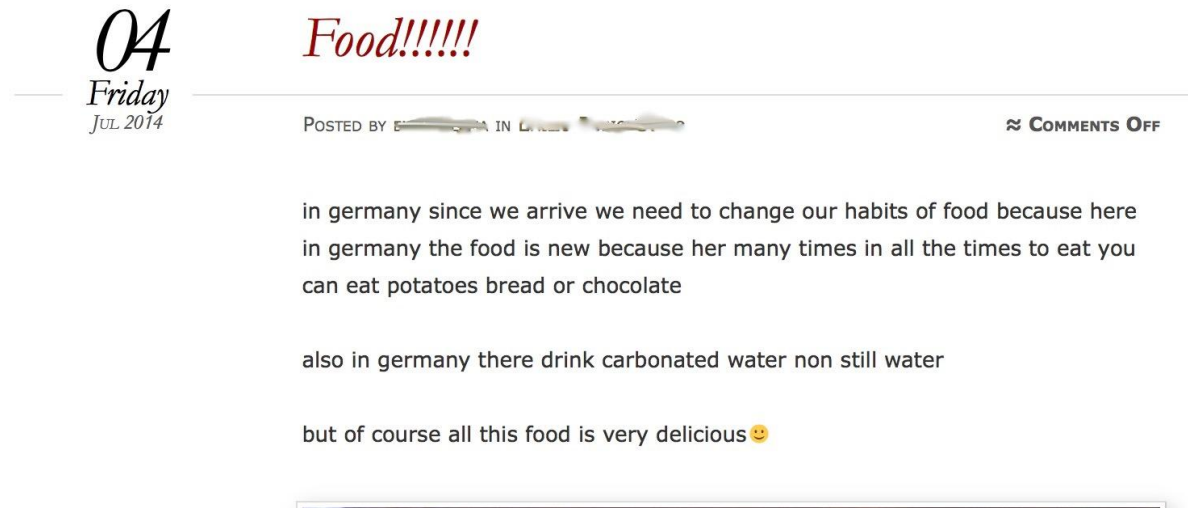 04
Friday
Jul 2014
Food!!!!!!
Posted by in
≈ Comments Off
in germany since we arrive we need to change our habits of food because here
in germany the food is new because her many times in all the times to eat you
can eat potatoes bread or chocolate
also in germany there drink carbonated water non still water
but of course all this food is very delicious🙂